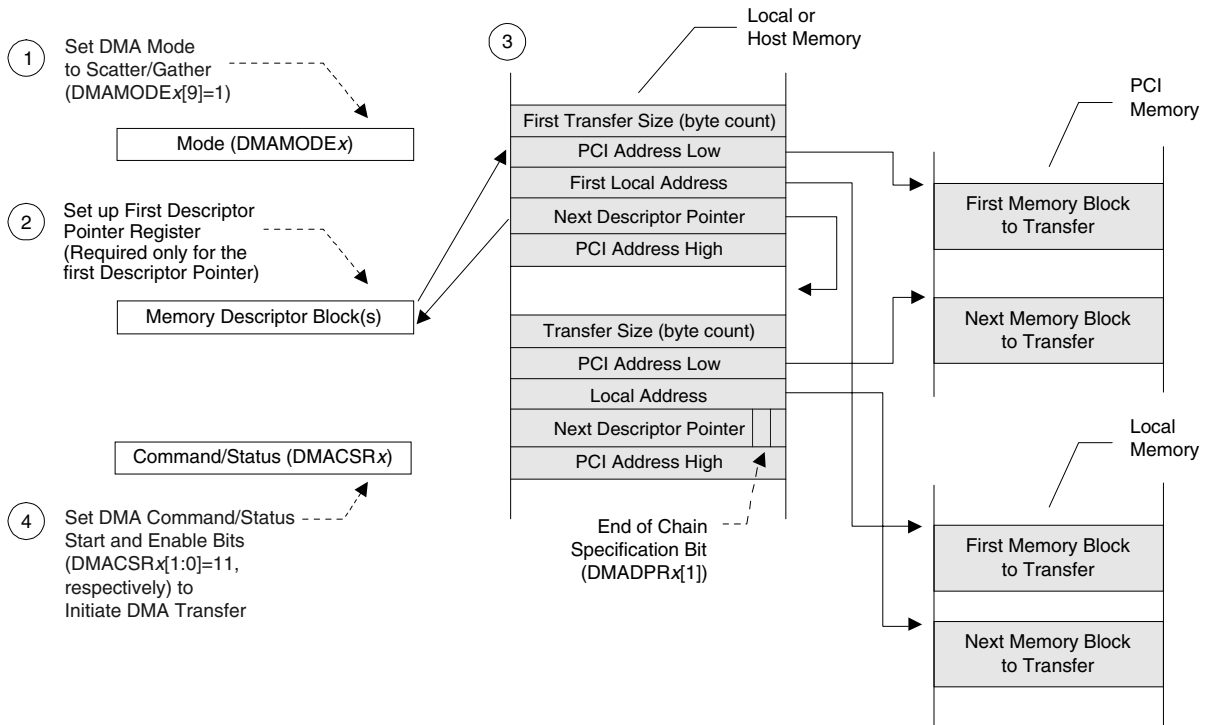 1
Set DMA Mode
to Scatter/Gather
(DMAMODEx[9]=1)
Mode (DMAMODEx)
2
Set up First Descriptor
Pointer Register
(Required only for the
first Descriptor Pointer)
Memory Descriptor Block(s)
Command/Status (DMACSRx)
4
Set DMA Command/Status
Start and Enable Bits
(DMACSRx[1:0]=11,
respectively) to
Initiate DMA Transfer
3
Local or
Host Memory
First Transfer Size (byte count)
PCI Address Low
First Local Address
Next Descriptor Pointer
PCI Address High
Transfer Size (byte count)
PCI Address Low
Local Address
Next Descriptor Pointer
PCI Address High
End of Chain
Specification Bit
(DMADPRx[1])
PCI
Memory
First Memory Block
to Transfer
Next Memory Block
to Transfer
Local
Memory
First Memory Block
to Transfer
Next Memory Block
to Transfer